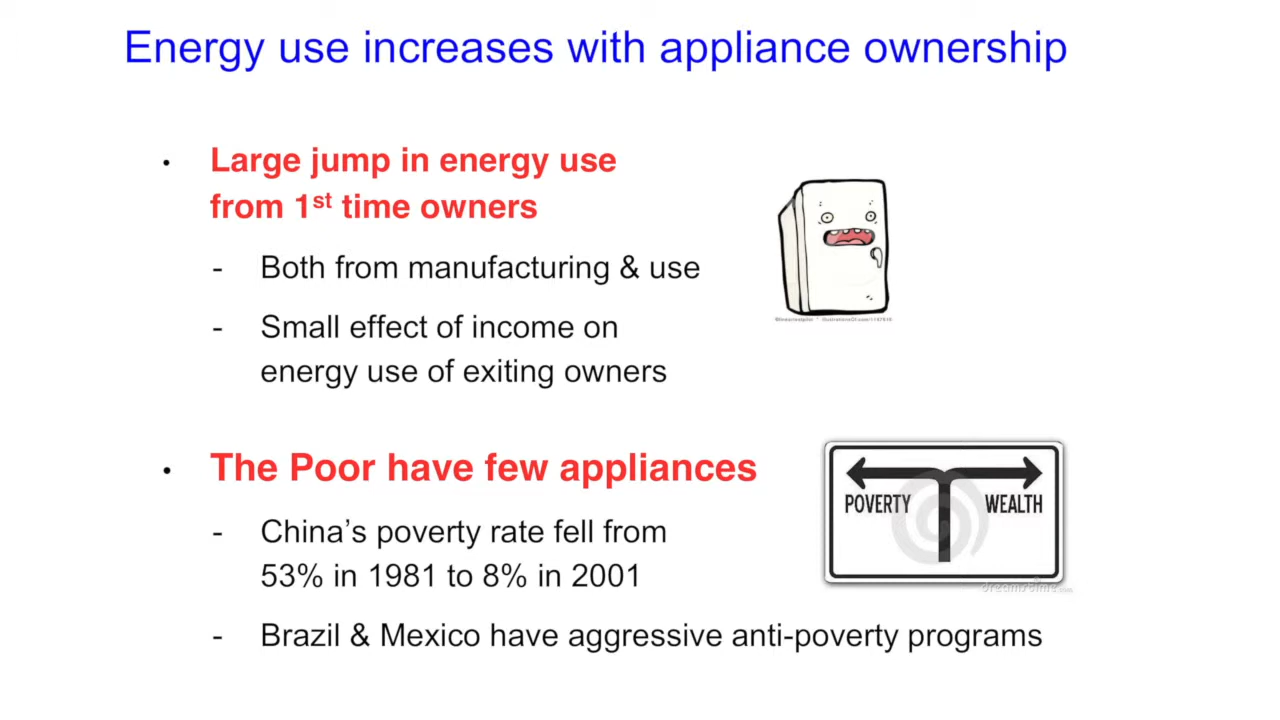 Energy use increases with appliance ownership
• Large jump in energy use
from 1st time owners
- Both from manufacturing & use
- Small effect of income on
energy use of exiting owners
• The Poor have few appliances
POVERTY WEALTH
- China's poverty rate fell from
53% in 1981 to 8% in 2001
dreamstime.com
- Brazil & Mexico have aggressive anti-poverty programs